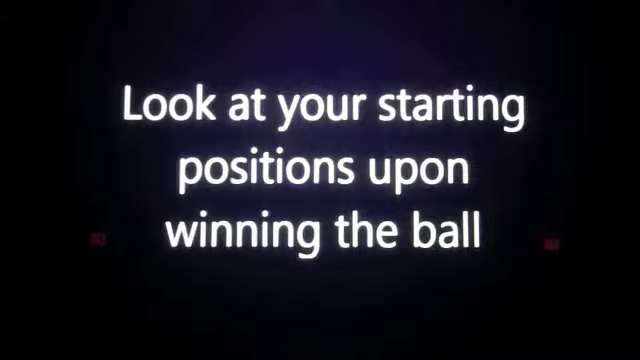 Look at your starting
positions upon
winning the ball